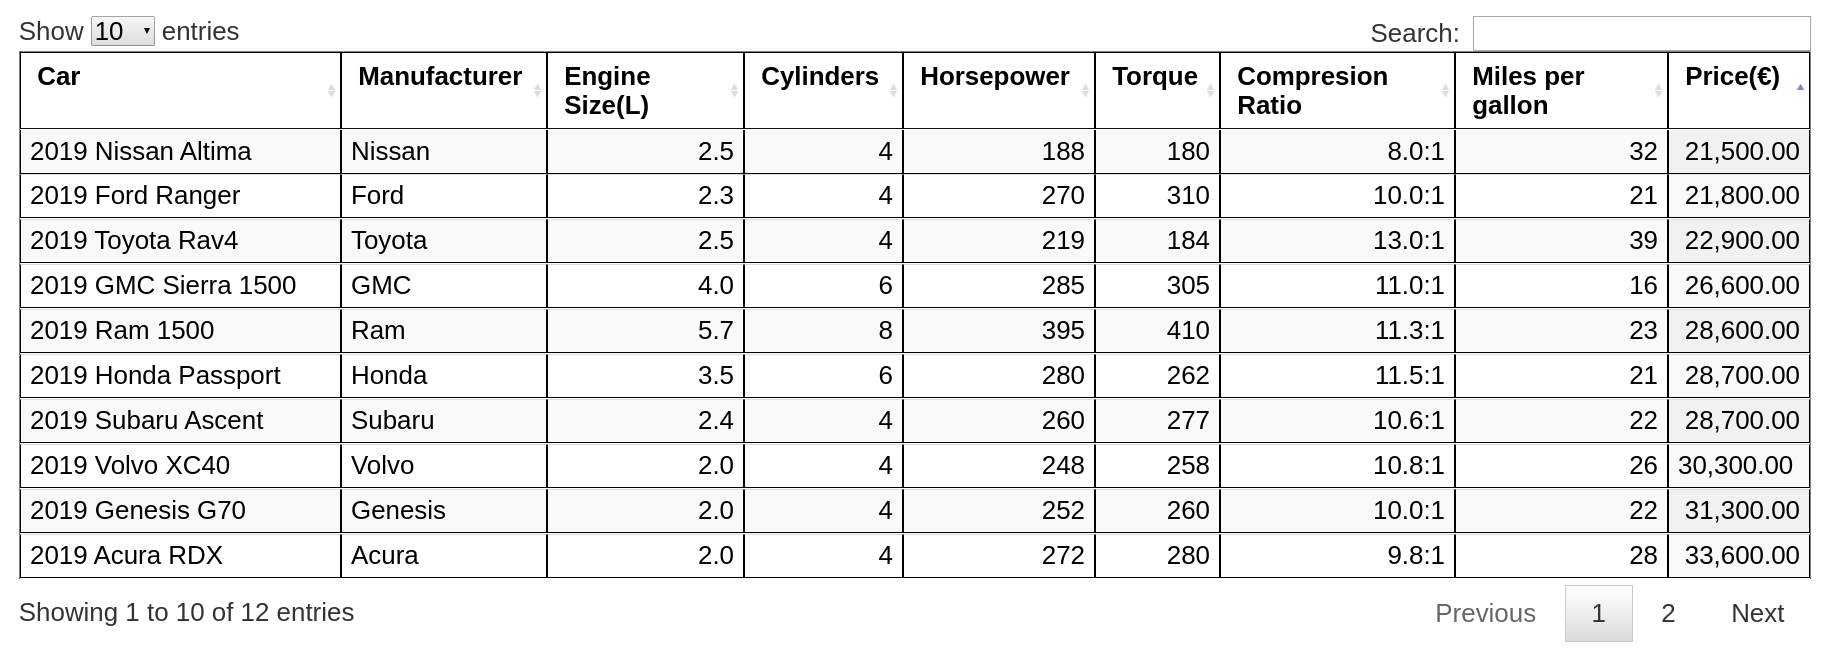 Show 10 entries Search:
Car Manufacturer Engine Size(L) Cylinders Horsepower Torque Compresion Ratio Miles per gallon Price(€)
2019 Nissan Altima Nissan 2.5 4 188 180 8.0:1 32 21,500.00
2019 Ford Ranger Ford 2.3 4 270 310 10.0:1 21 21,800.00
2019 Toyota Rav4 Toyota 2.5 4 219 184 13.0:1 39 22,900.00
2019 GMC Sierra 1500 GMC 4.0 6 285 305 11.0:1 16 26,600.00
2019 Ram 1500 Ram 5.7 8 395 410 11.3:1 23 28,600.00
2019 Honda Passport Honda 3.5 6 280 262 11.5:1 21 28,700.00
2019 Subaru Ascent Subaru 2.4 4 260 277 10.6:1 22 28,700.00
2019 Volvo XC40 Volvo 2.0 4 248 258 10.8:1 26 30,300.00
2019 Genesis G70 Genesis 2.0 4 252 260 10.0:1 22 31,300.00
2019 Acura RDX Acura 2.0 4 272 280 9.8:1 28 33,600.00
Showing 1 to 10 of 12 entries Previous 1 2 Next